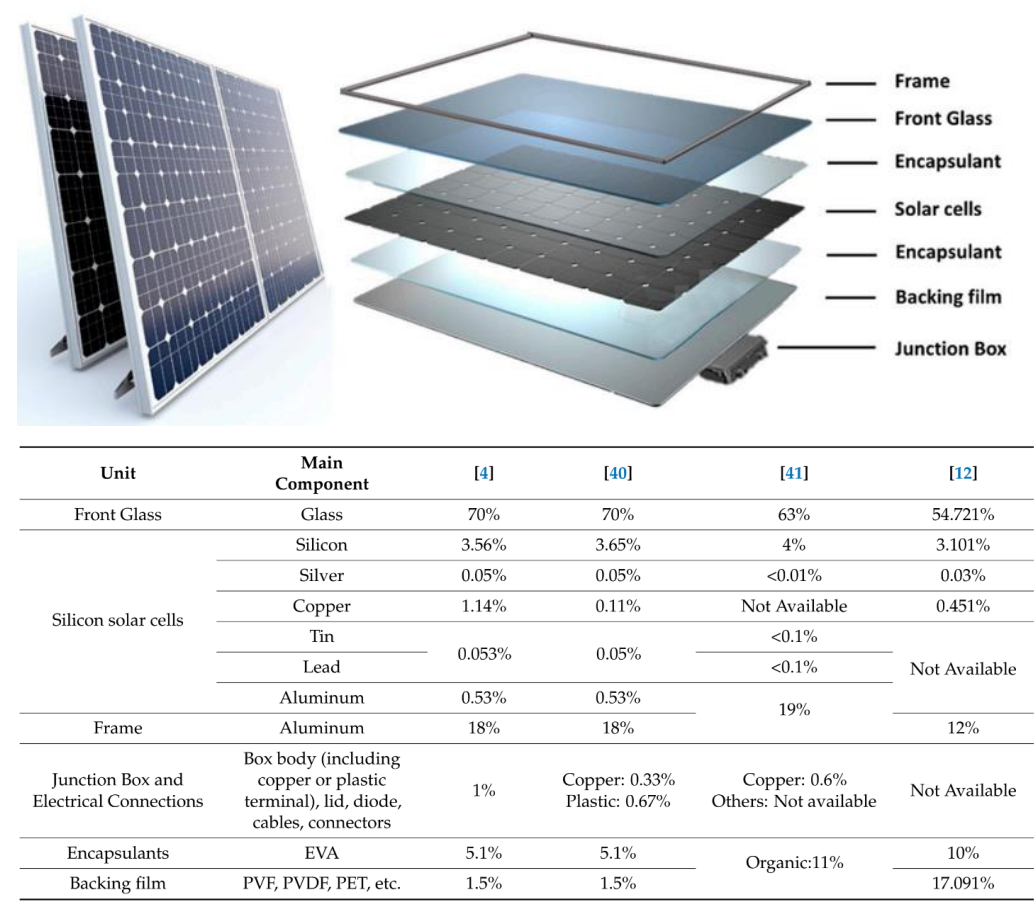 Frame
Front Glass
Encapsulant
Solar cells
Encapsulant
Backing film
Junction Box
Unit Main Component [4] [40] [41] [12]
Front Glass Glass 70% 70% 63% 54.721%
Silicon solar cells
Silicon 3.56% 3.65% 4% 3.101%
Silver 0.05% 0.05% <0.01% 0.03%
Copper 1.14% 0.11% Not Available 0.451%
Tin 0.053% 0.05% <0.1% Not Available
Lead <0.1%
Aluminum 0.53% 0.53% 19%
Frame Aluminum 18% 18% 12%
Junction Box and
Electrical Connections
Box body (including
copper or plastic
terminal), lid, diode,
cables, connectors
1%
Copper: 0.33%
Plastic: 0.67%
Copper: 0.6%
Others: Not available
Not Available
Encapsulants EVA 5.1% 5.1% Organic:11% 10%
Backing film PVF, PVDF, PET, etc. 1.5% 1.5% 17.091%